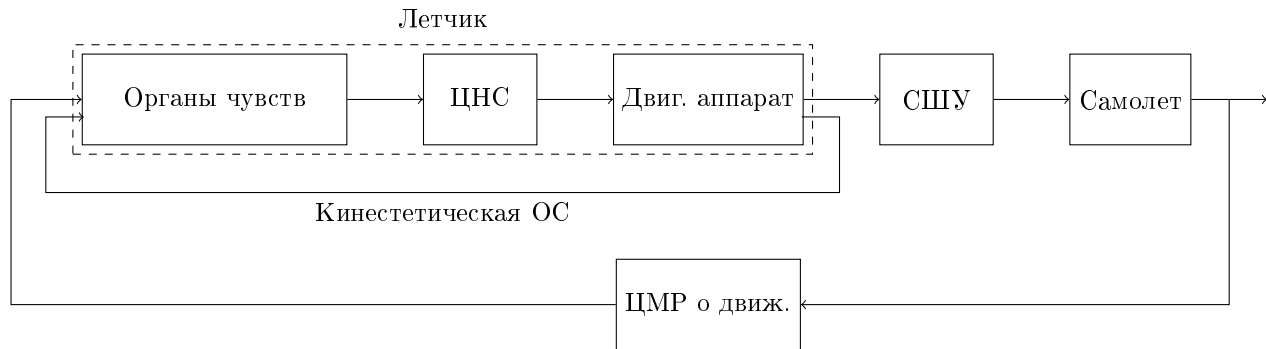 Летчик
Органы чувств
ЦНС
Двиг. аппарат
СШУ
Самолет
Кинестетическая ОС
ЦМР о движ.